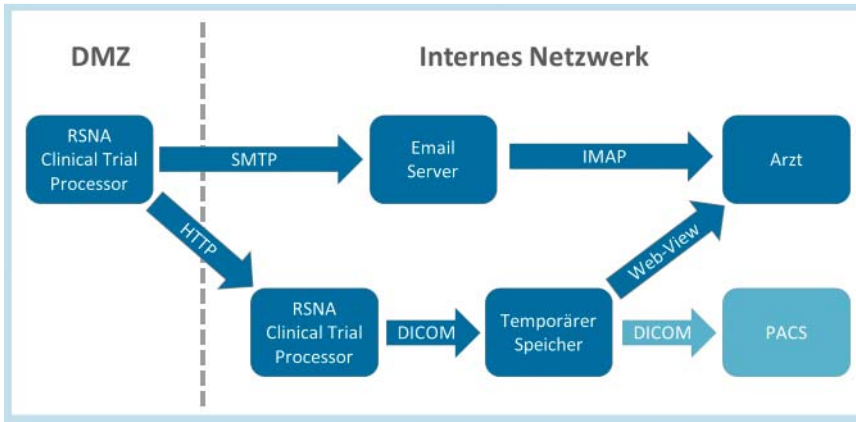 DMZ
Internes Netzwerk
RSNA
Clinical Trial
Processor
SMTP
Email
Server
IMAP
Arzt
HTTP
Web-View
RSNA
Clinical Trial
Processor
DICOM
Temporärer
Speicher
DICOM
PACS